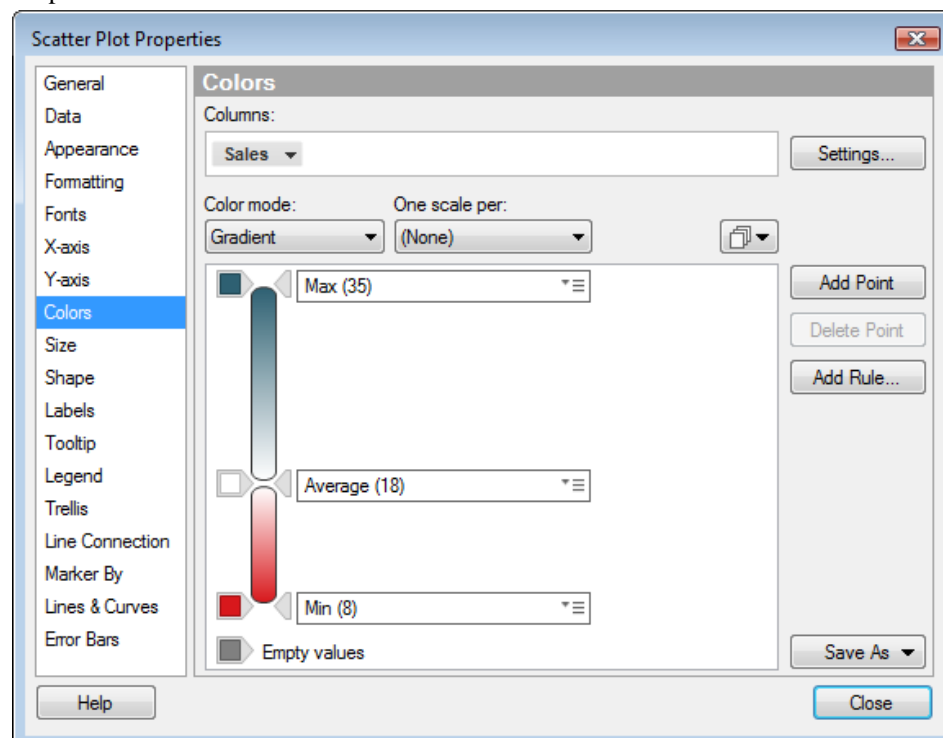 Scatter Plot Properties
General
Data
Appearance
Formatting
Fonts
X-axis
Y-axis
Colors
Size
Shape
Labels
Tooltip
Legend
Trellis
Line Connection
Marker By
Lines & Curves
Error Bars
Colors
Columns:
Sales
Settings...
Color mode:
One scale per:
Gradient
(None)
Max (35)
Add Point
Delete Point
Add Rule...
Average (18)
Min (8)
Empty values
Save As
Help
Close